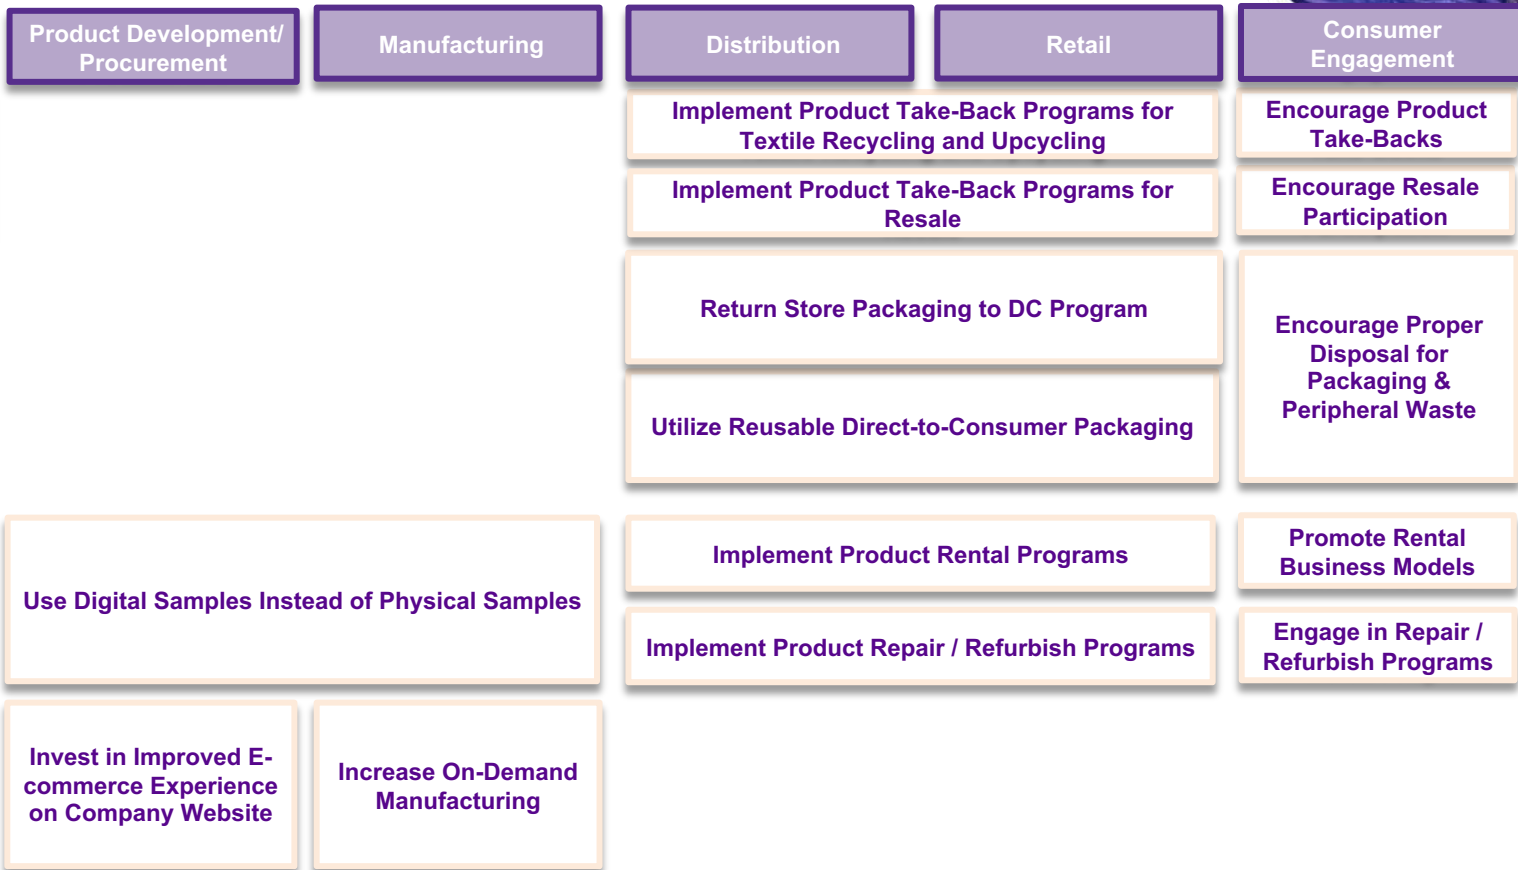 Product Development/
Procurement
Manufacturing
Distribution
Retail
Consumer
Engagement
Implement Product Take-Back Programs for
Textile Recycling and Upcycling
Encourage Product
Take-Backs
Implement Product Take-Back Programs for
Resale
Encourage Resale
Participation
Return Store Packaging to DC Program
Encourage Proper
Disposal for
Packaging &
Peripheral Waste
Utilize Reusable Direct-to-Consumer Packaging
Use Digital Samples Instead of Physical Samples
Implement Product Rental Programs
Promote Rental
Business Models
Implement Product Repair / Refurbish Programs
Engage in Repair /
Refurbish Programs
Invest in Improved E-
commerce Experience
on Company Website
Increase On-Demand
Manufacturing